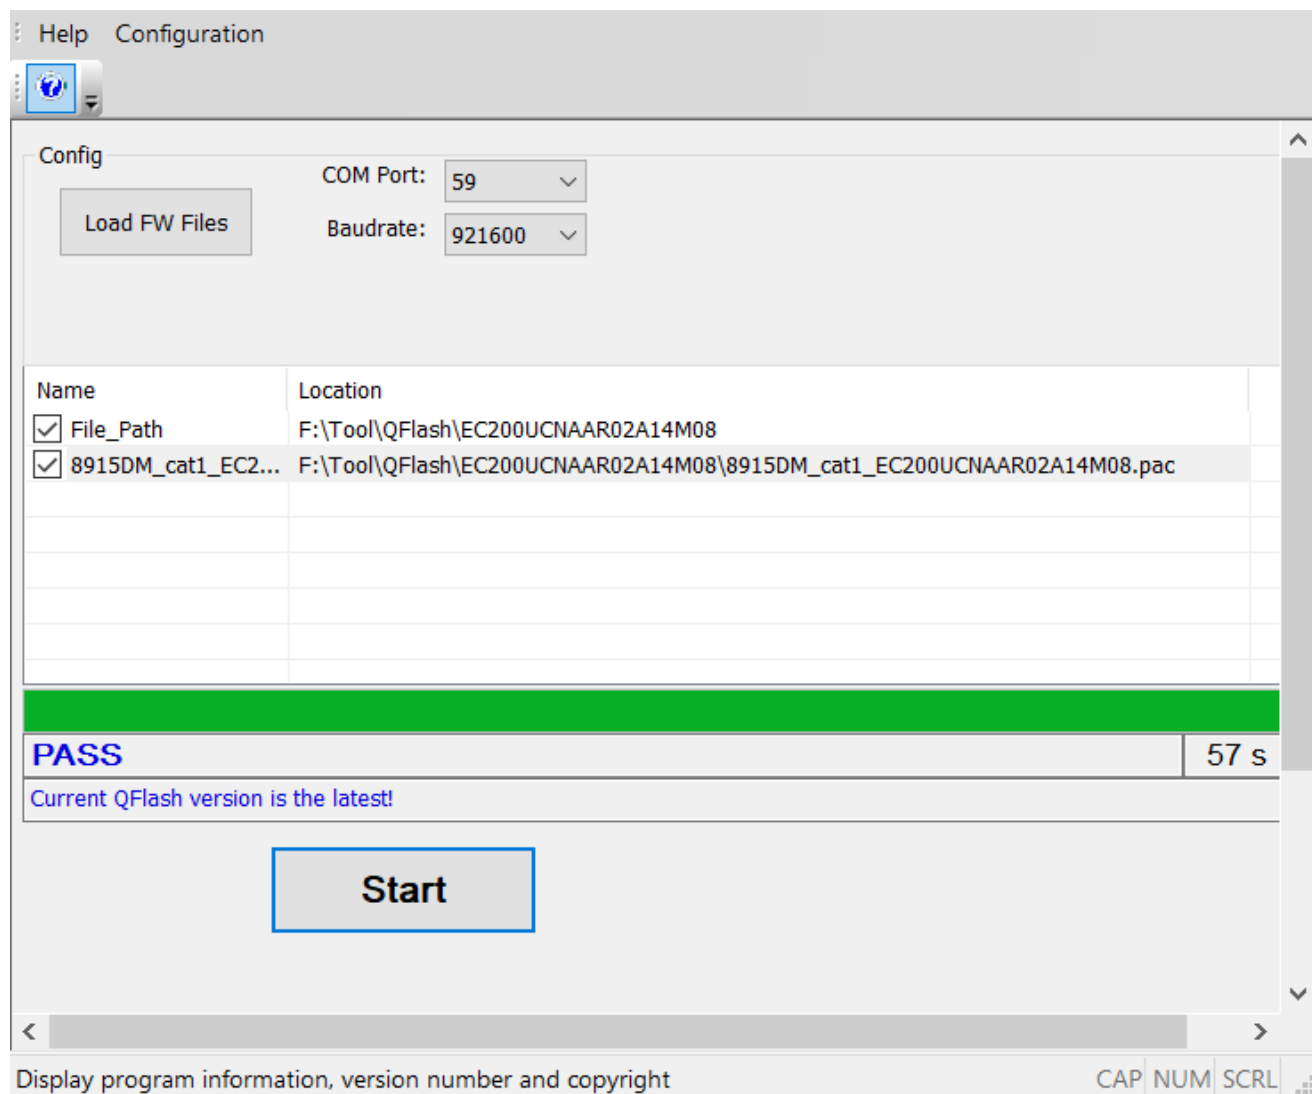 Help Configuration
Config
COM Port: 59
Load FW Files
Baudrate: 921600
Name Location
File_Path F:\Tool\QFlash\EC200UCNAAR02A14M08
8915DM_cat1_EC2... F:\Tool\QFlash\EC200UCNAAR02A14M08\8915DM_cat1_EC200UCNAAR02A14M08.pac
PASS 57 s
Current QFlash version is the latest!
Start
Display program information, version number and copyright CAP NUM SCRL